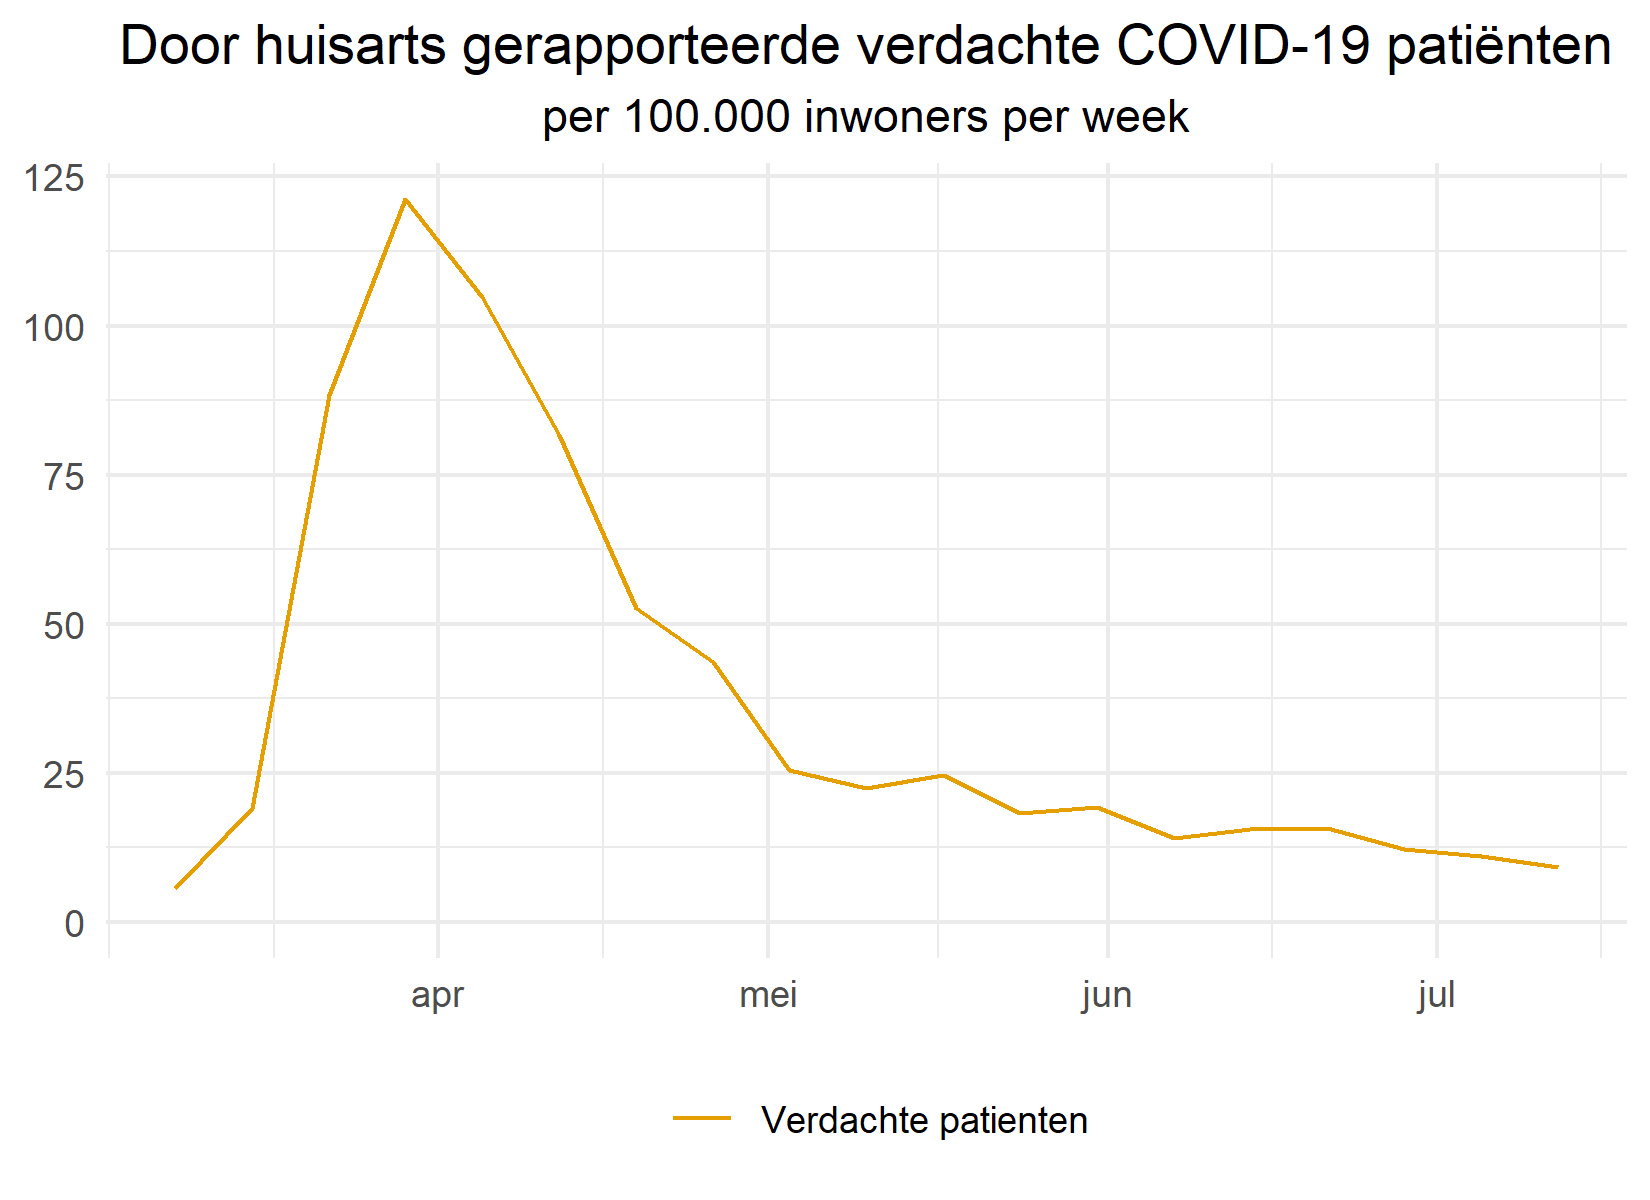 Door huisarts gerapporteerde verdachte COVID-19 patiënten
per 100.000 inwoners per week
125
100
75
50
25
0
apr mei jun jul
Verdachte patienten